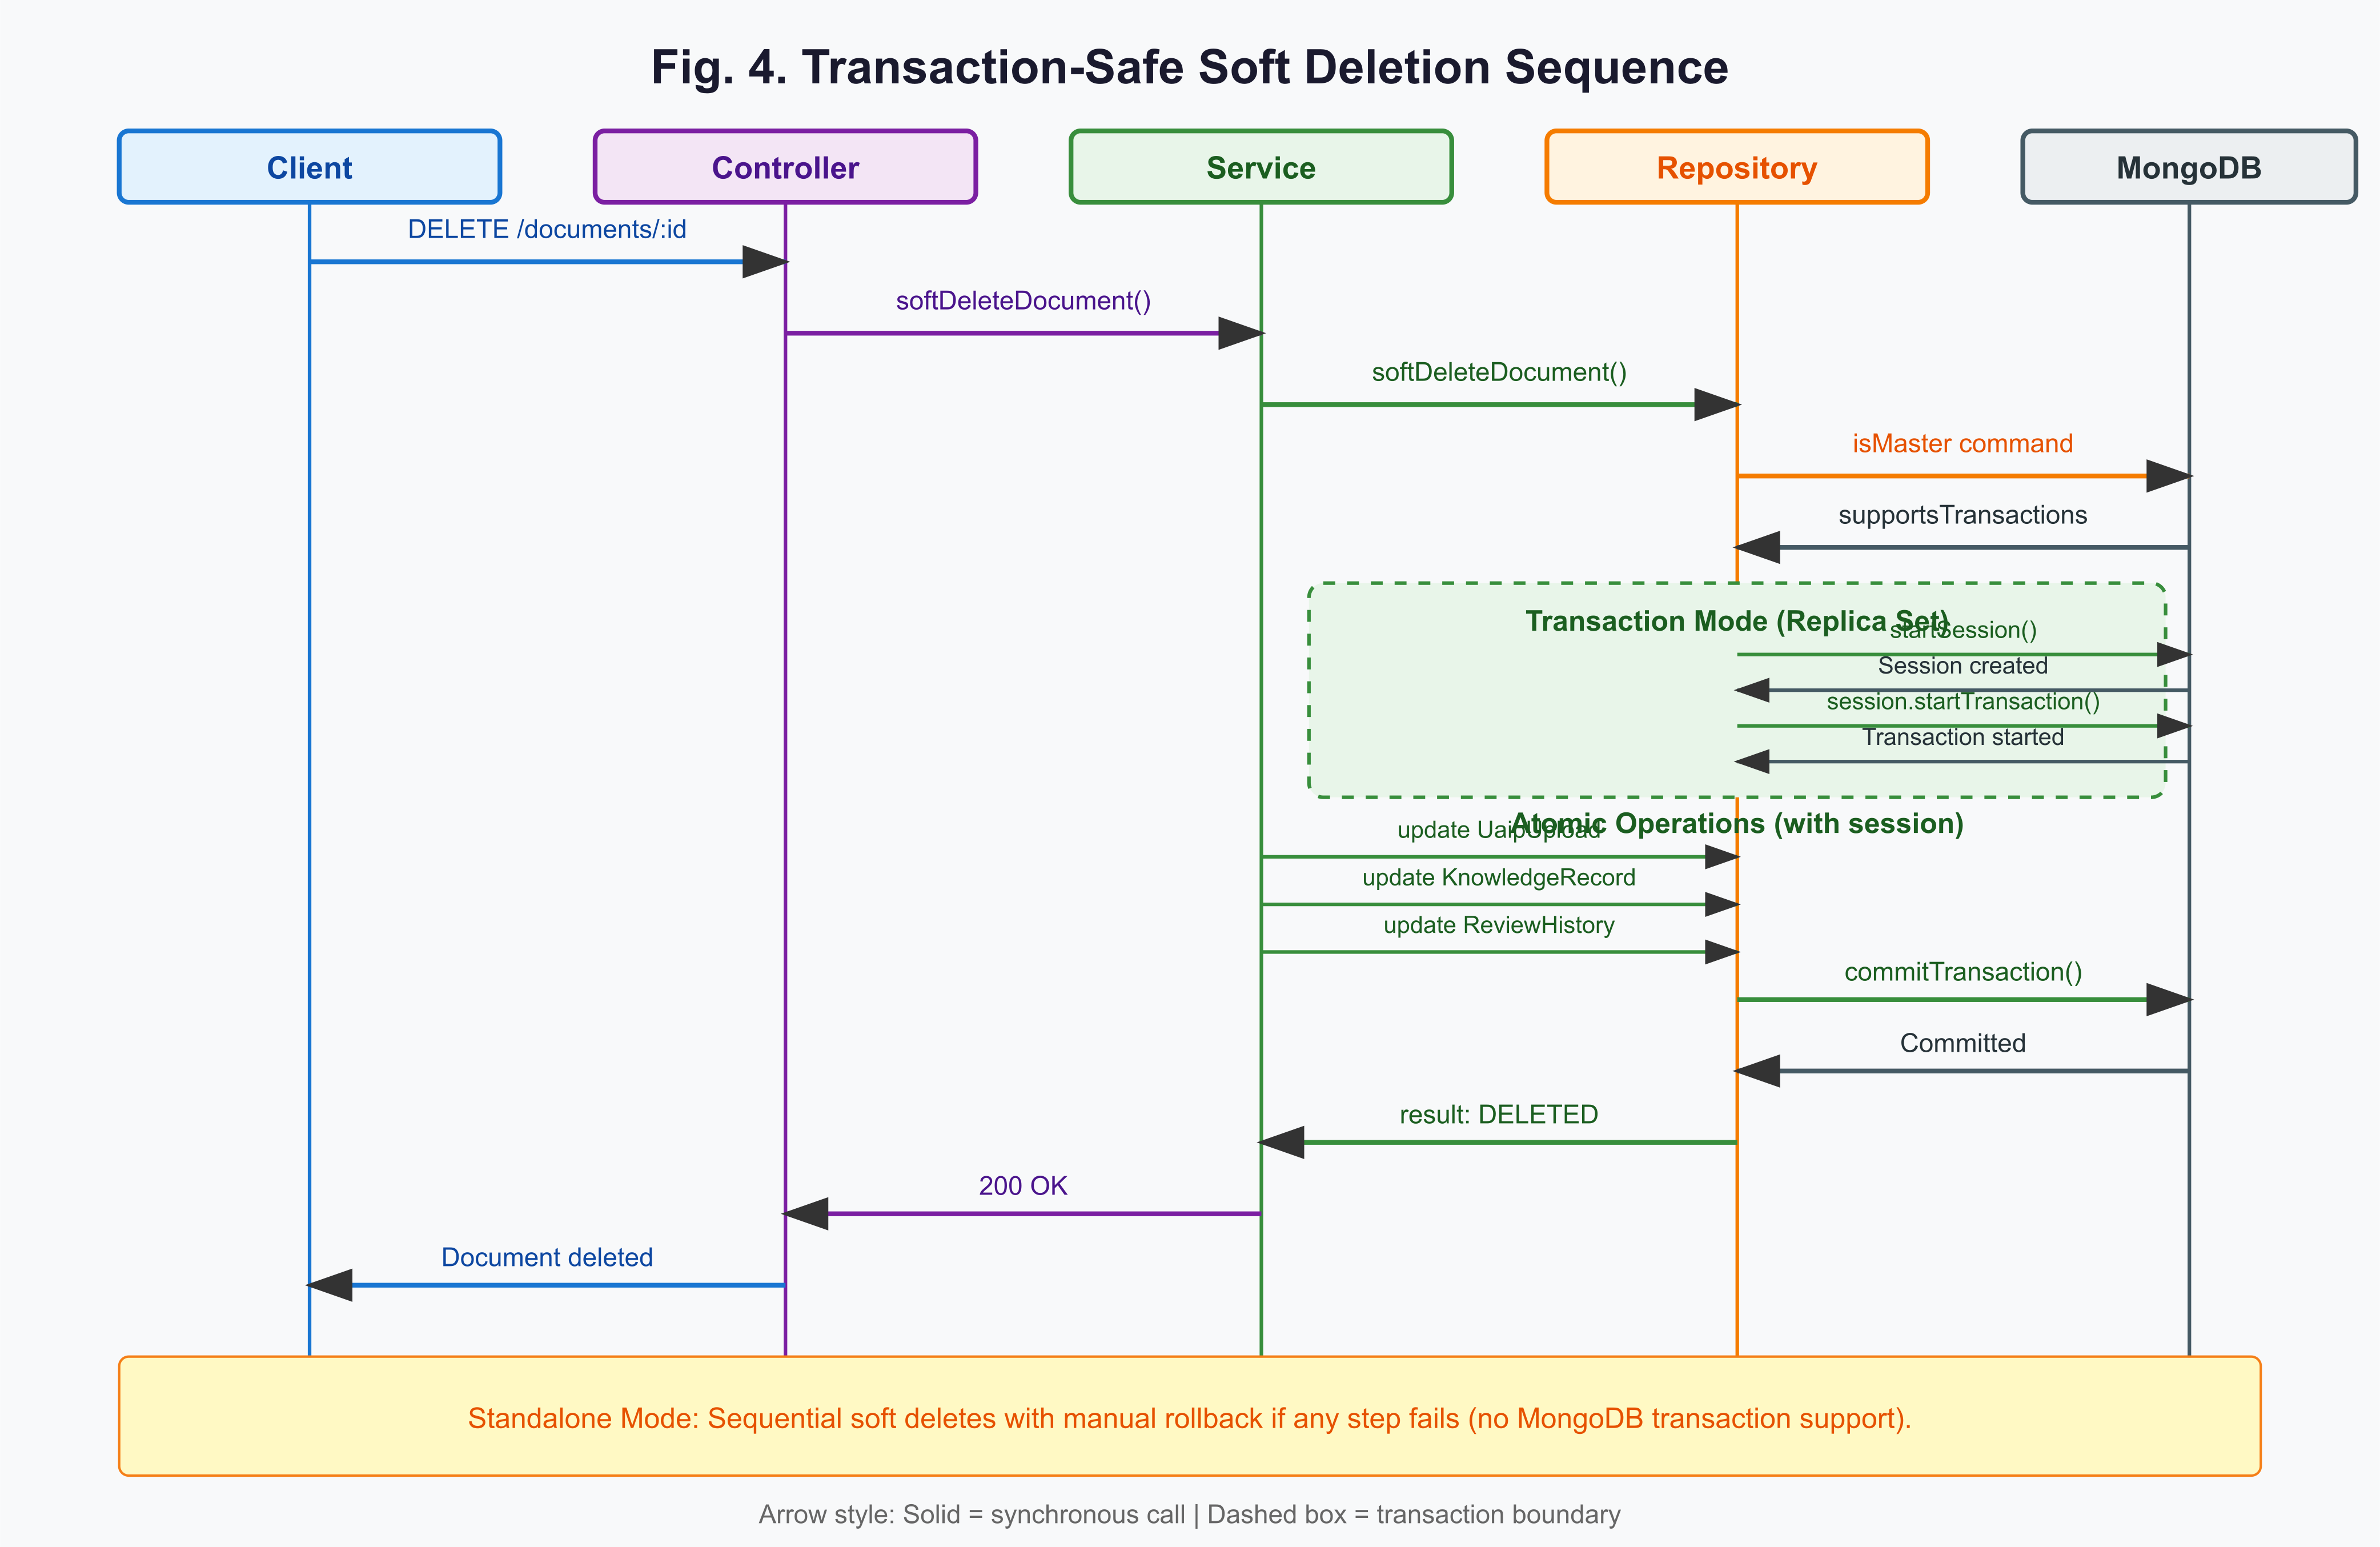 Fig. 4. Transaction-Safe Soft Deletion Sequence
Client
Controller
Service
Repository
MongoDB
DELETE /documents/:id
softDeleteDocument()
softDeleteDocument()
isMaster command
supportsTransactions
Transaction Mode (Replica Set)
startSession()
Session created
session.startTransaction()
Transaction started
Atomic Operations (with session)
update UaipUpload
update KnowledgeRecord
update ReviewHistory
commitTransaction()
Committed
result: DELETED
200 OK
Document deleted
Standalone Mode: Sequential soft deletes with manual rollback if any step fails (no MongoDB transaction support).
Arrow style: Solid = synchronous call | Dashed box = transaction boundary